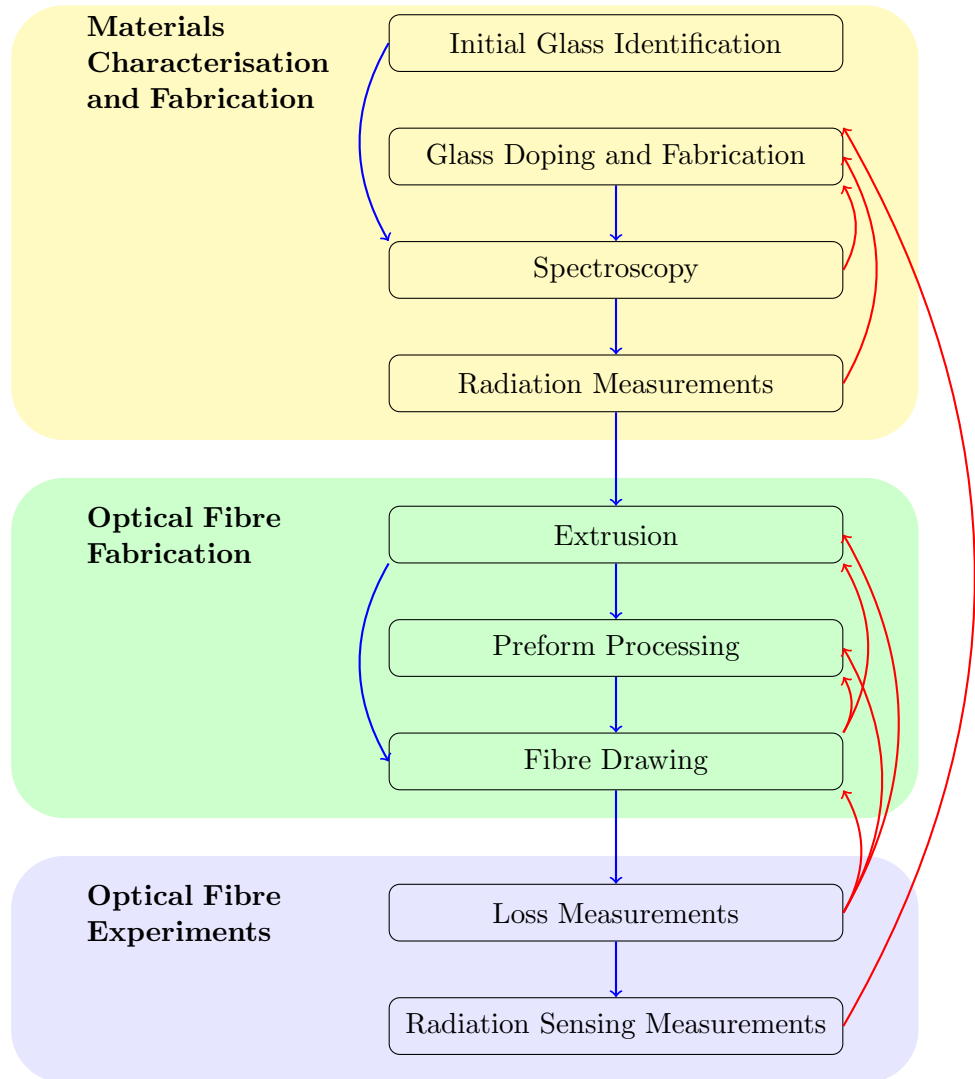 Materials
Characterisation
and Fabrication
Initial Glass Identification
Glass Doping and Fabrication
Spectroscopy
Radiation Measurements
Optical Fibre
Fabrication
Extrusion
Preform Processing
Fibre Drawing
Optical Fibre
Experiments
Loss Measurements
Radiation Sensing Measurements